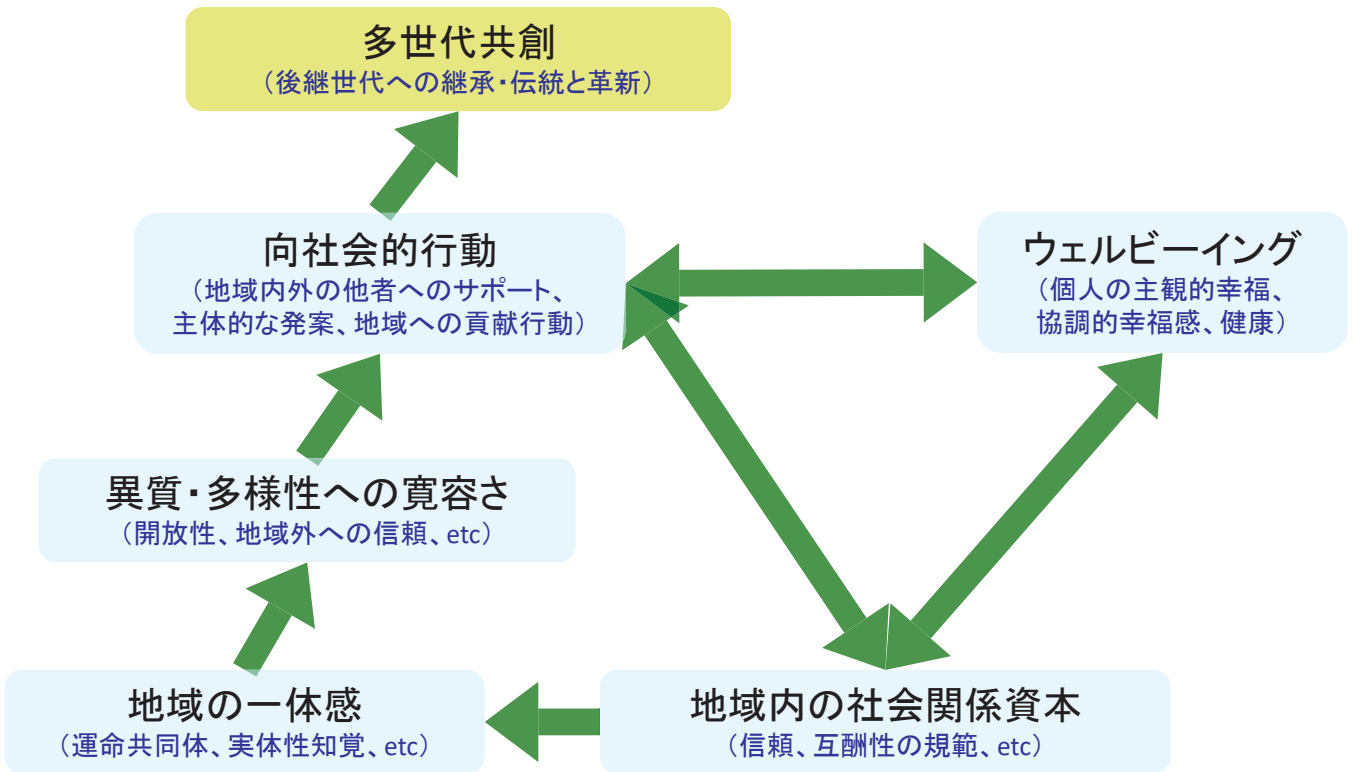 多世代共創
（後継世代への継承・伝統と革新）
向社会的行動
（地域内外の他者へのサポート、
主体的な発案、地域への貢献行動）
ウェルビーイング
（個人の主観的幸福、
協調的幸福感、健康）
異質・多様性への寛容さ
（開放性、地域外への信頼、etc）
地域の一体感
（運命共同体、実体性知覚、etc）
地域内の社会関係資本
（信頼、互酬性の規範、etc）